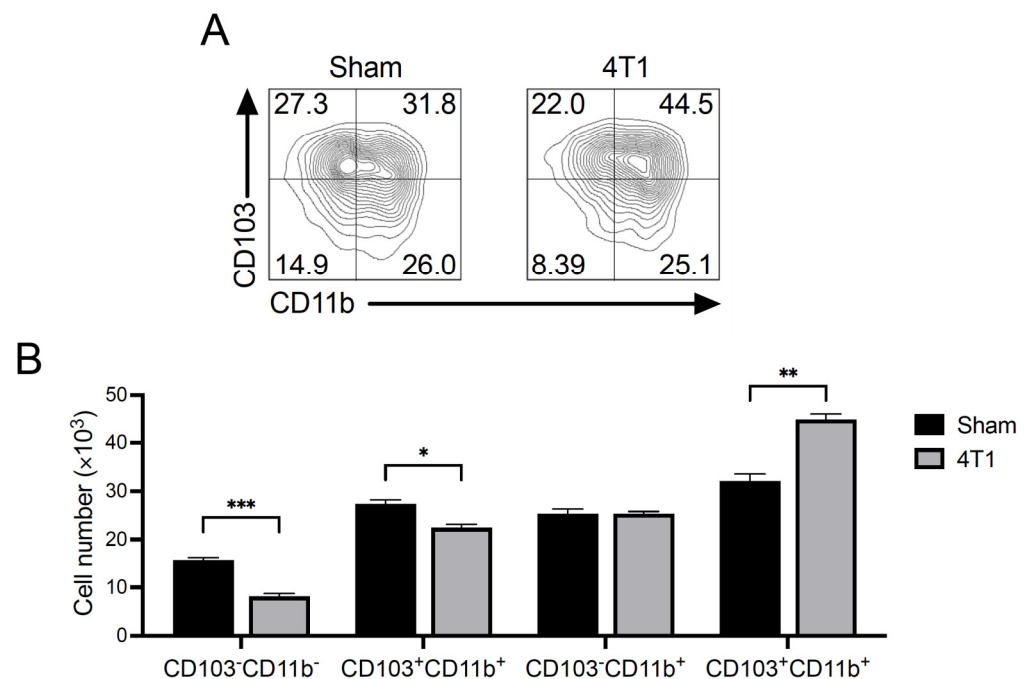 A
Sham 4T1
27.3 31.8 22.0 44.5
CD103
14.9 26.0 8.39 25.1
CD11b
B
Cell number (×10³)
50
40
30
20
10
0
*** * **
Sham
4T1
CD103⁻CD11b⁻ CD103⁺CD11b⁺ CD103⁻CD11b⁺ CD103⁺CD11b⁺